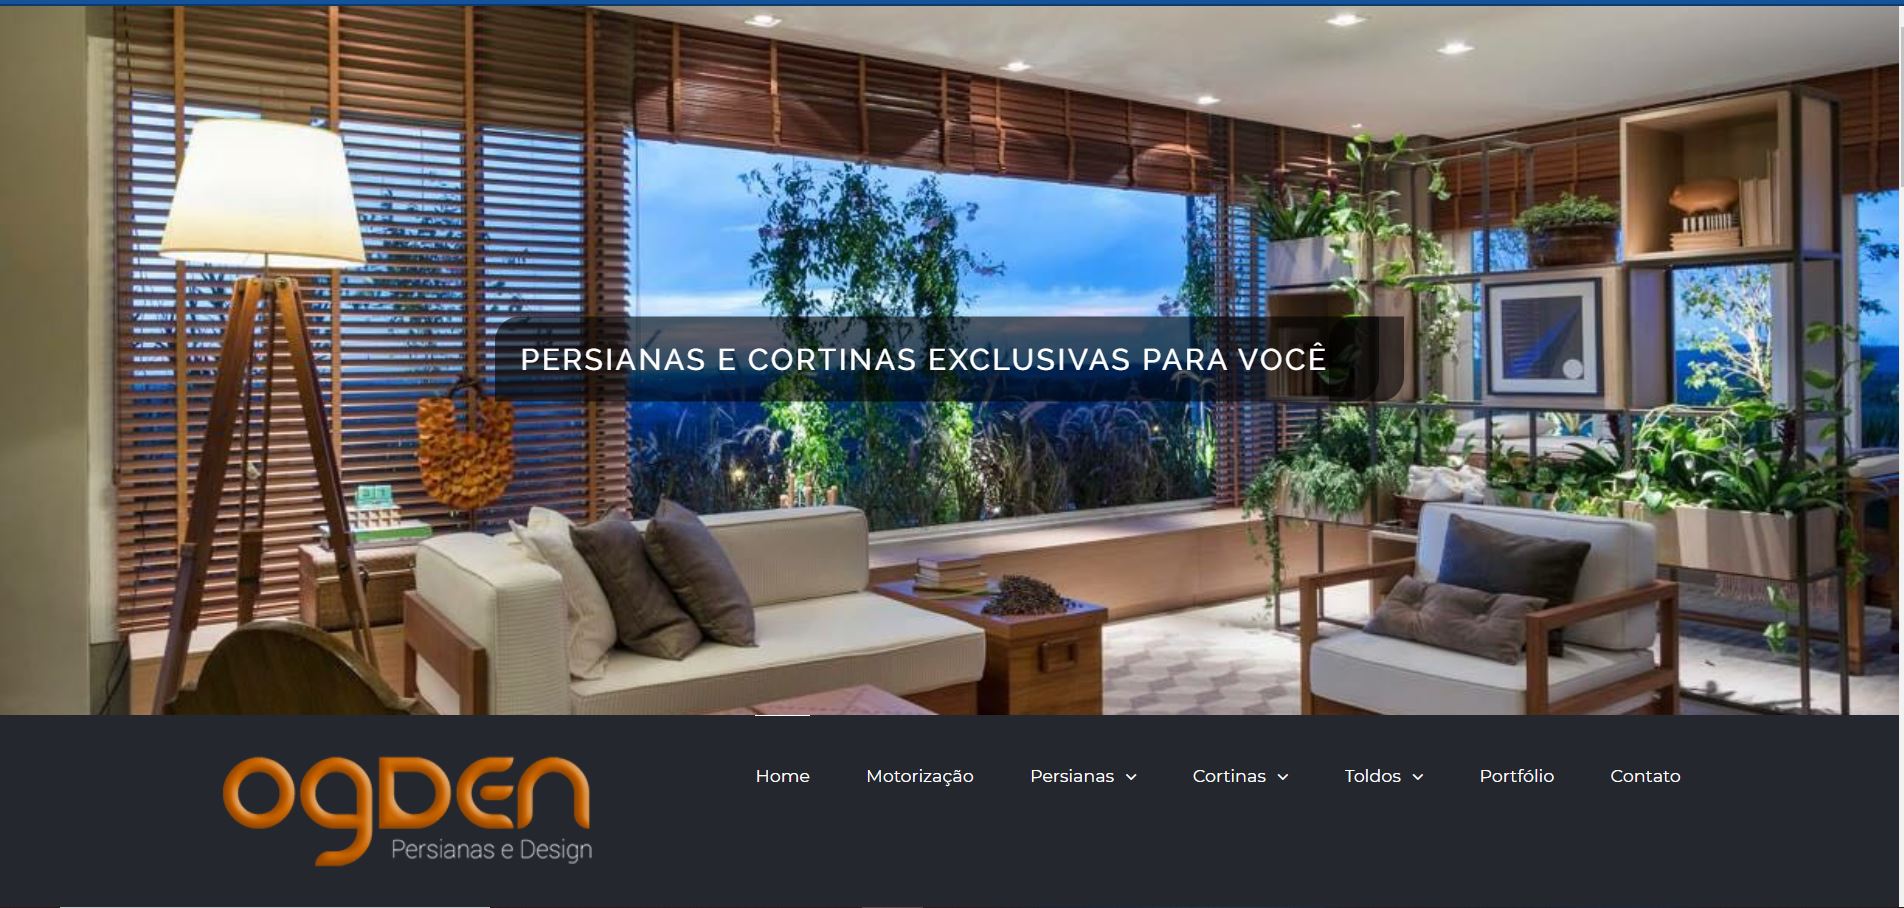 PERSIANAS E CORTINAS EXCLUSIVAS PARA VOCÊ
Home Motorização Persianas Cortinas Toldos Portfólio Contato
ogDEn
Persianas e Design